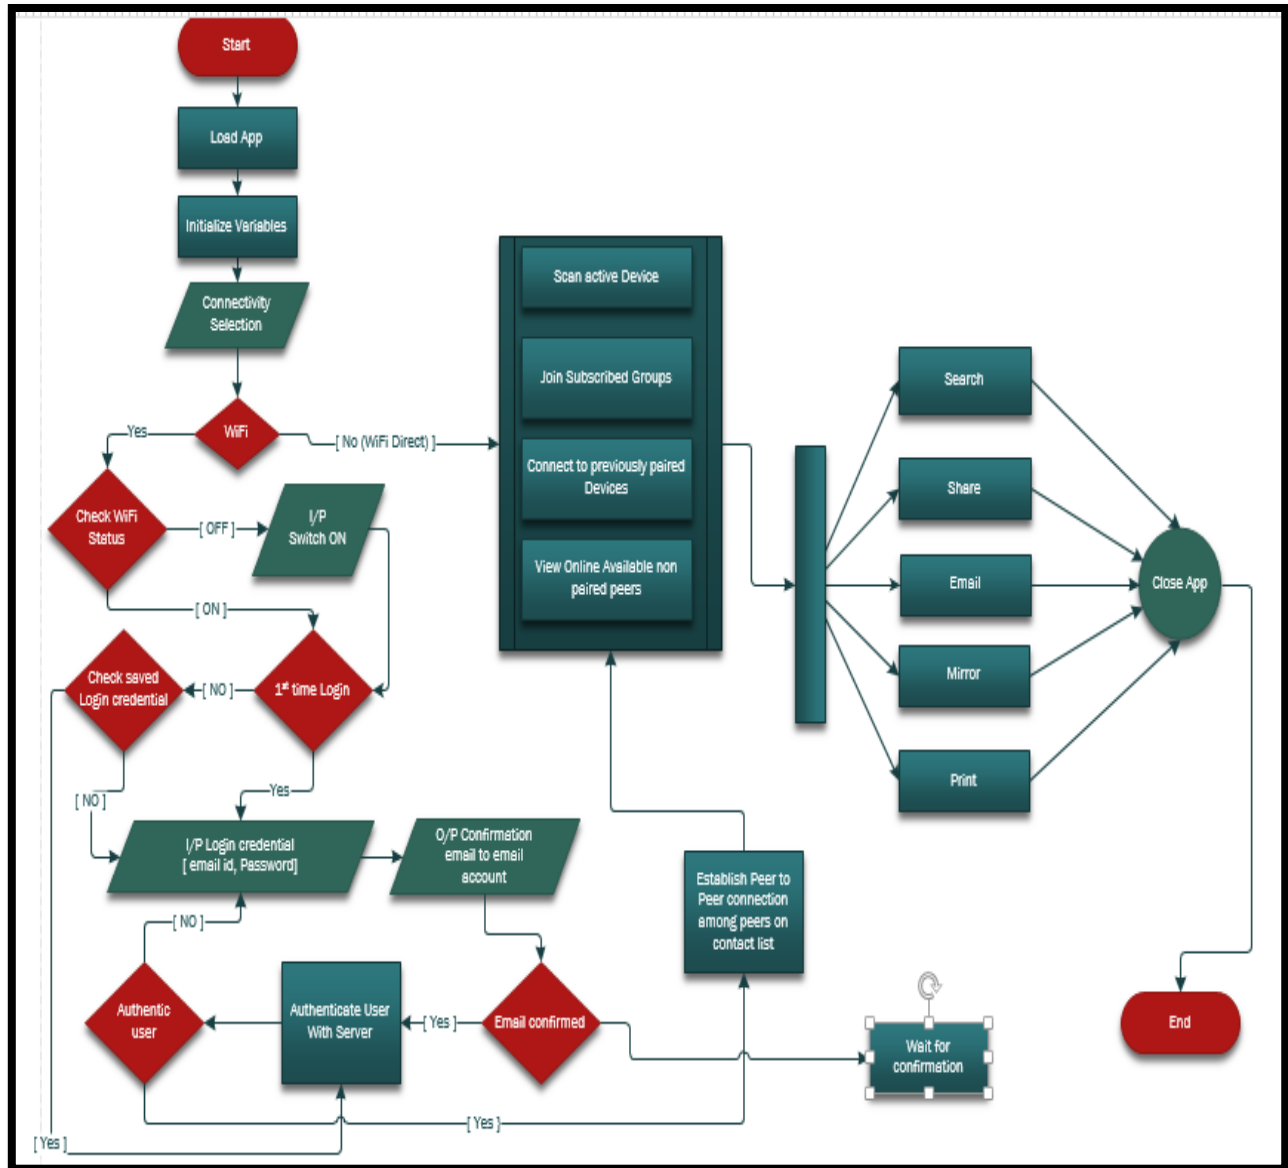 Start
Load App
Initialize Variables
Connectivity
Selection
WiFi
Yes
[ No (WiFi Direct) ]
Check WiFi
Status
[ OFF ]
I/P
Switch ON
[ ON ]
1st time Login
[ NO ]
Check saved
Login credential
[ NO ]
Yes
I/P Login credential
[ email id, Password]
O/P Confirmation
email to email
account
[ NO ]
Authentic
user
Authenticate User
With Server
[ Yes ]
Email confirmed
Wait for
confirmation
[ Yes ]
[ Yes ]
Establish Peer to
Peer connection
among peers on
contact list
Scan active Device
Join Subscribed Groups
Connect to previously paired
Devices
View Online Available non
paired peers
Search
Share
Email
Mirror
Print
Close App
End